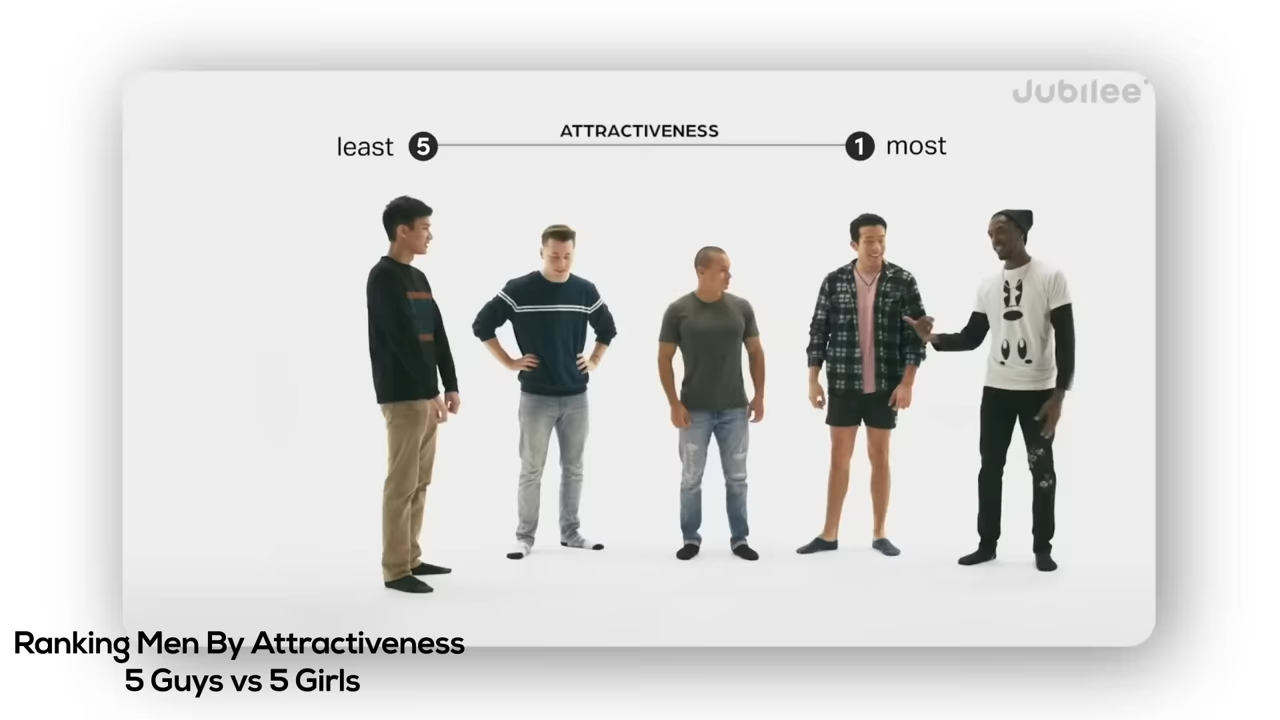 Jubilee
ATTRACTIVENESS
least 5 1 most
Ranking Men By Attractiveness
5 Guys vs 5 Girls